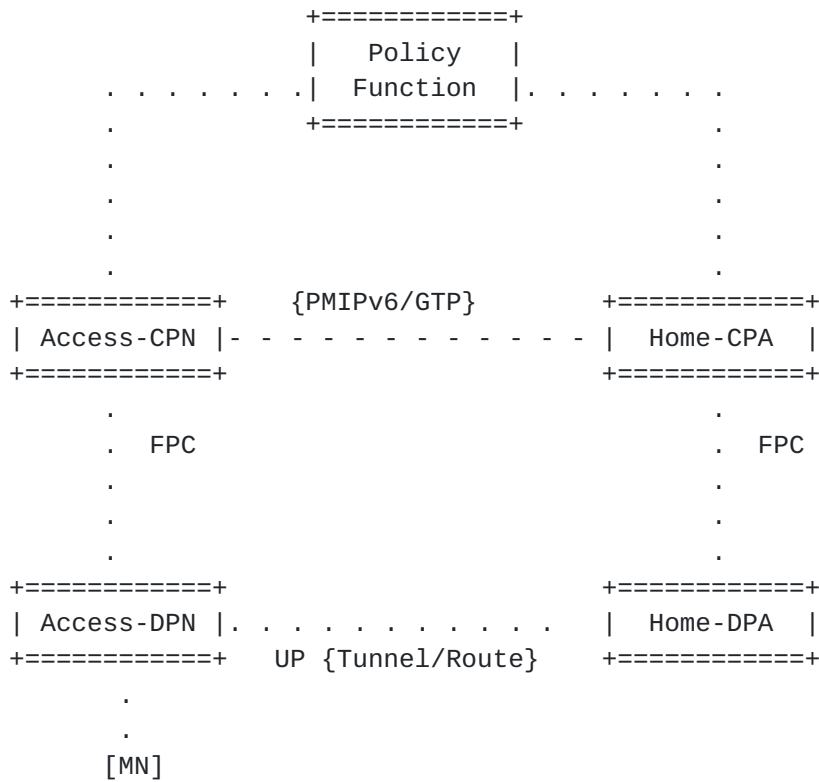 Policy
Function
{PMIPv6/GTP}
Access-CPN
Home-CPA
FPC
FPC
Access-DPN
Home-DPA
UP {Tunnel/Route}
[MN]